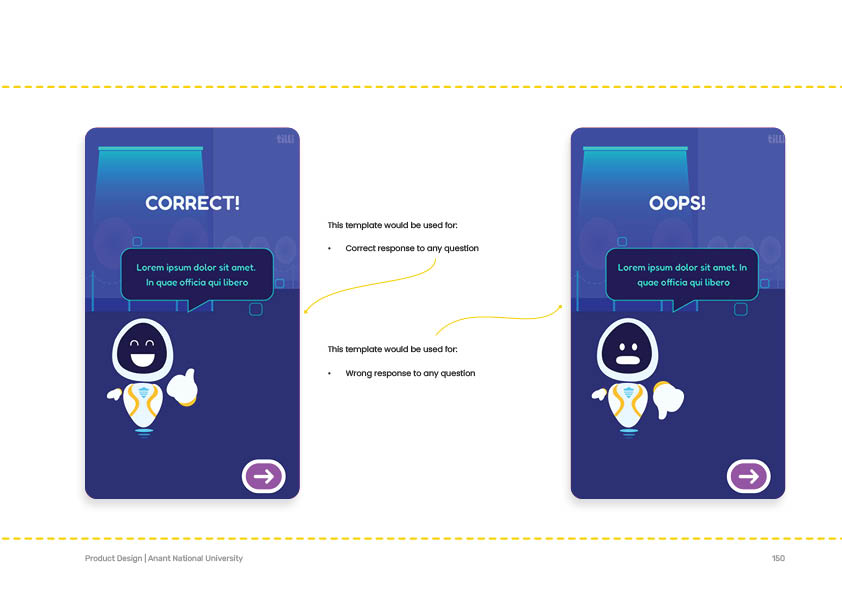 tilli
CORRECT!
Lorem ipsum dolor sit amet.
In quae officia qui libero
This template would be used for:
• Correct response to any question
This template would be used for:
• Wrong response to any question
tilli
OOPS!
Lorem ipsum dolor sit amet. In
quae officia qui libero
Product Design | Anant National University
150